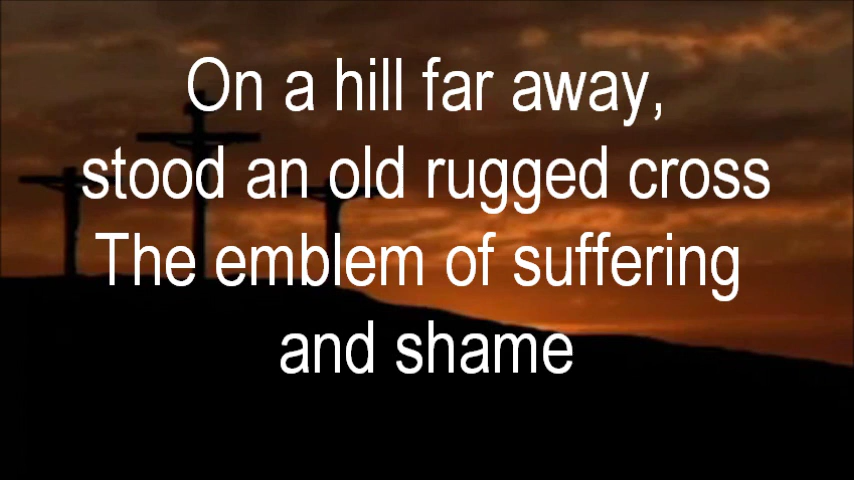 On a hill far away,
stood an old rugged cross
The emblem of suffering
and shame